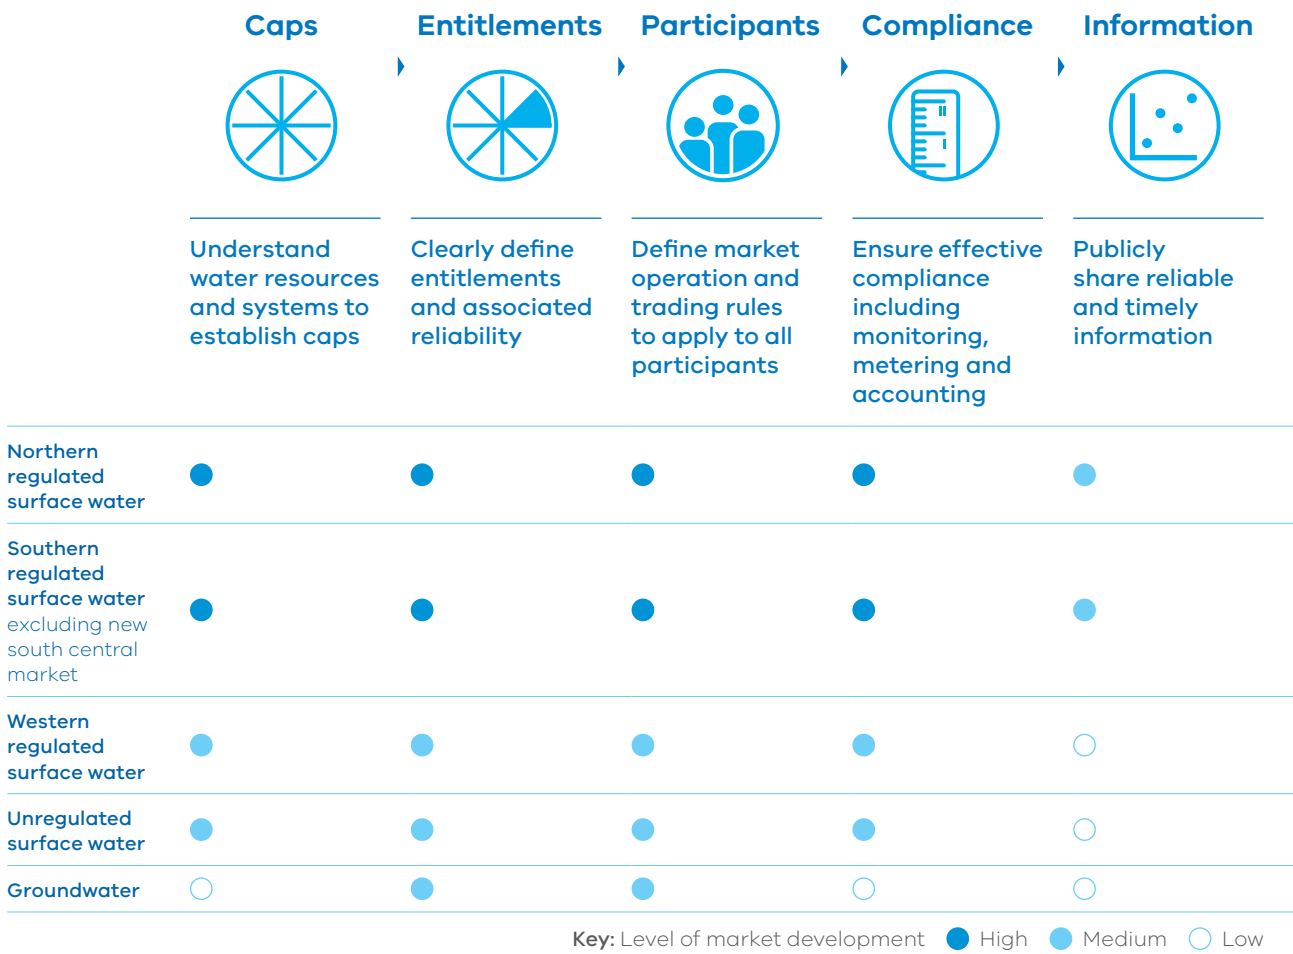 Caps
Entitlements
Participants
Compliance
Information
Understand
water resources
and systems to
establish caps
Clearly define
entitlements
and associated
reliability
Define market
operation and
trading rules
to apply to all
participants
Ensure effective
compliance
including
monitoring,
metering and
accounting
Publicly
share reliable
and timely
information
Northern
regulated
surface water
Southern
regulated
surface water
excluding new
south central
market
Western
regulated
surface water
Unregulated
surface water
Groundwater
Key: Level of market development High Medium Low